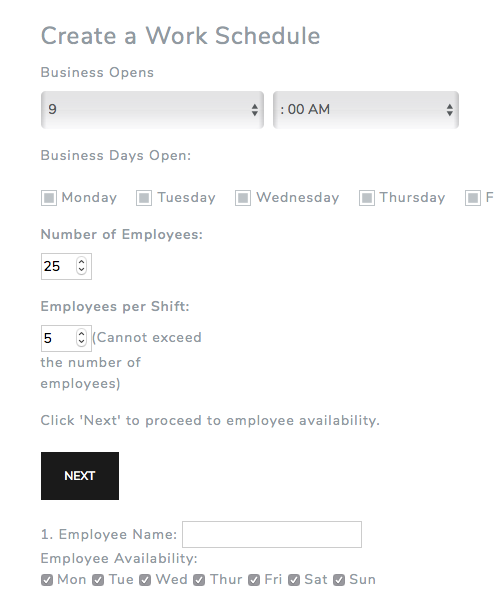 Create a Work Schedule
Business Opens
9 : 00 AM
Business Days Open:
Monday Tuesday Wednesday Thursday F
Number of Employees:
25
Employees per Shift:
5 (Cannot exceed
the number of
employees)
Click 'Next' to proceed to employee availability.
NEXT
1. Employee Name:
Employee Availability:
Mon Tue Wed Thur Fri Sat Sun